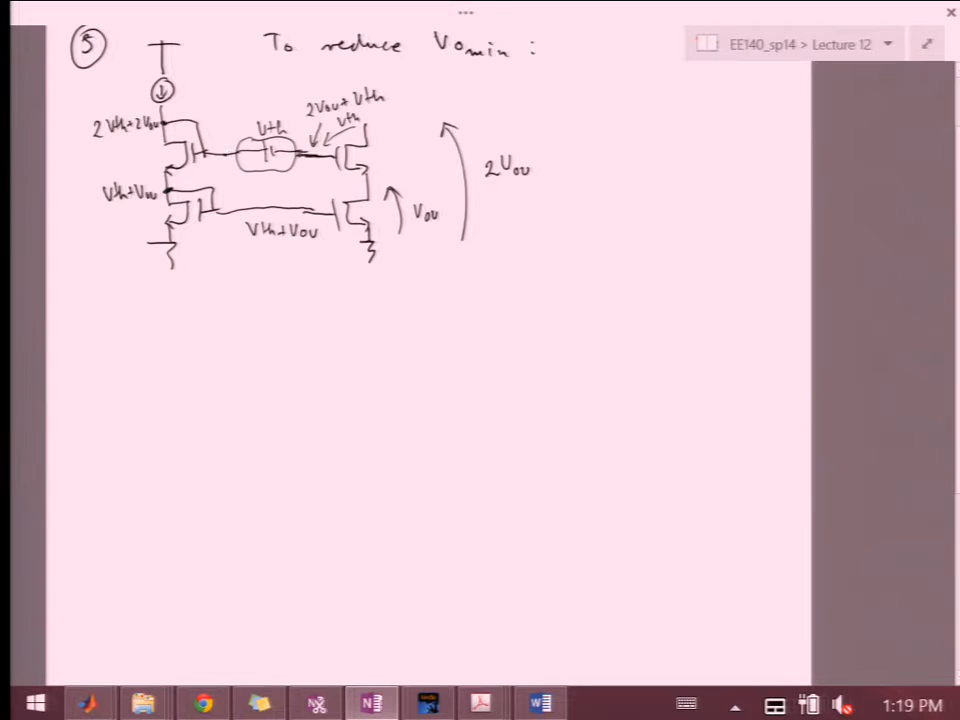 5 To reduce Vomin :
EE140_sp14 > Lecture 12
2Vov+Vth
2Vth+2Vov
Vth
Vth
2Vov
Vth+Vov
Vov
Vth+Vov
1:19 PM